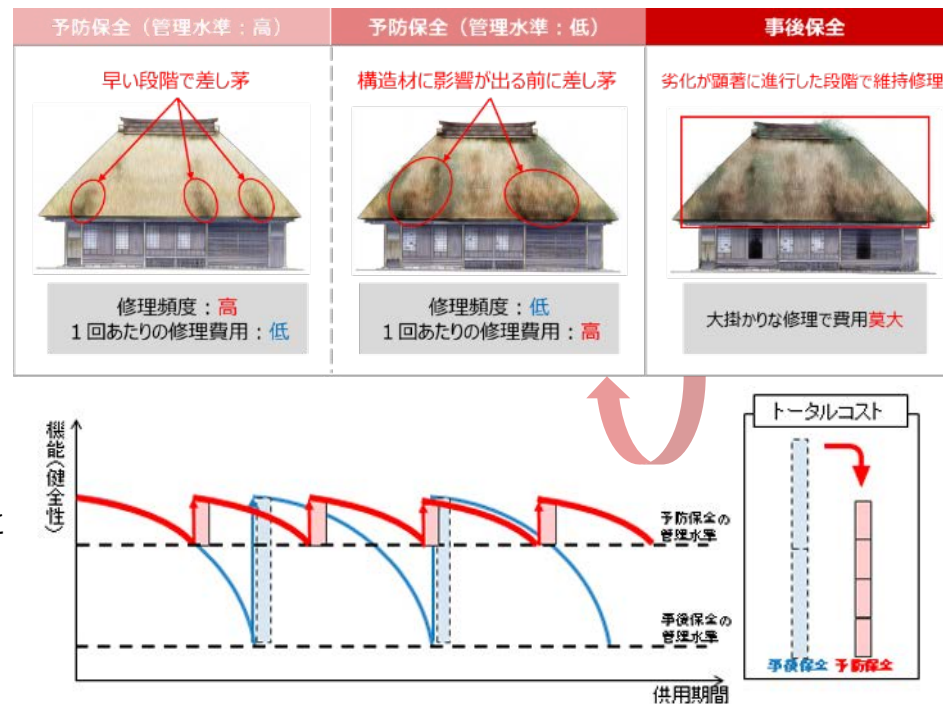 予防保全（管理水準：高）
予防保全（管理水準：低）
事後保全
早い段階で差し茅
構造材に影響が出る前に差し茅
劣化が顕著に進行した段階で維持修理
修理頻度：高
１回あたりの修理費用：低
修理頻度：低
１回あたりの修理費用：高
大掛かりな修理で費用莫大
機能（健全性）
予防保全の
管理水準
事後保全の
管理水準
供用期間
トータルコスト
事後保全
予防保全